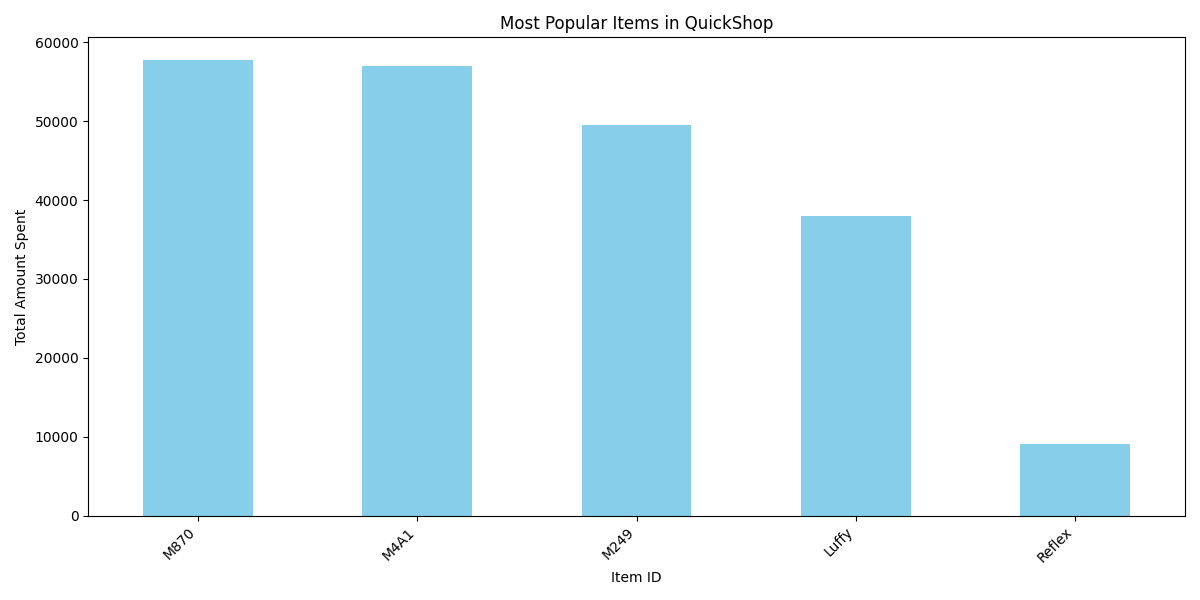 Most Popular Items in QuickShop
60000
50000
40000
30000
20000
10000
0
Total Amount Spent
M870
M4A1
M249
Luffy
Reflex
Item ID